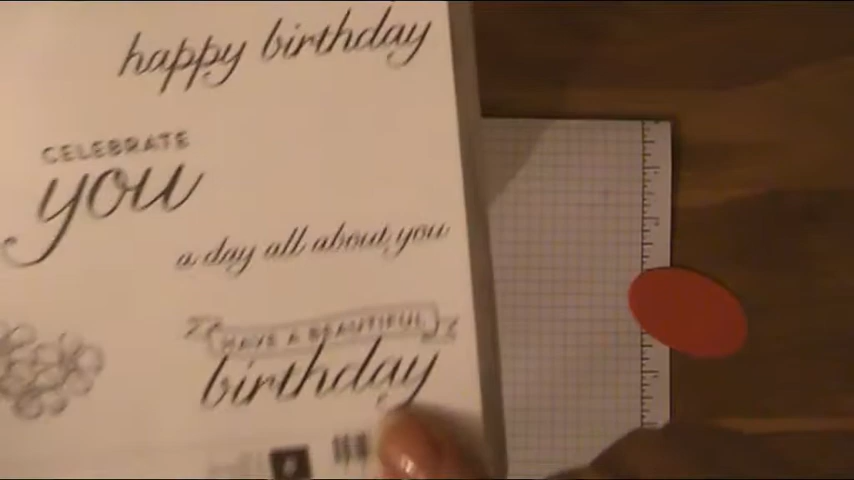 happy birthday
CELEBRATE
you
a day all about you
HAVE A BEAUTIFUL
birthday